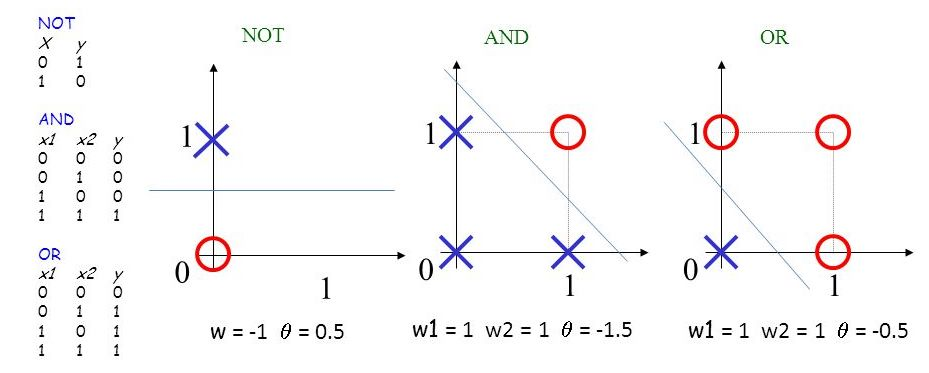 NOT
X y
0 1
1 0
AND
x1 x2 y
0 0 0
0 1 0
1 0 0
1 1 1
OR
x1 x2 y
0 0 0
0 1 1
1 0 1
1 1 1
NOT
1
0
1
w = -1 θ = 0.5
AND
1
0
1
w1 = 1 w2 = 1 θ = -1.5
OR
1
0
1
w1 = 1 w2 = 1 θ = -0.5